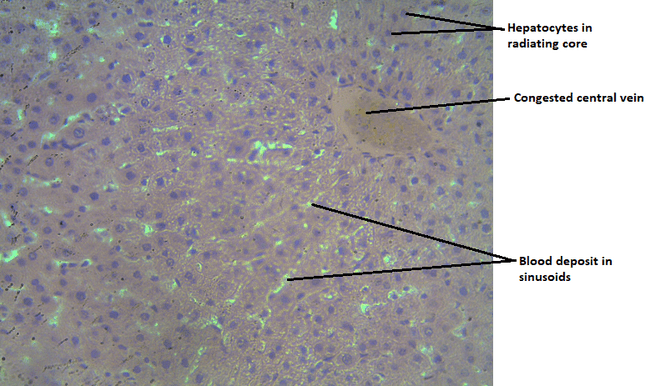 Hepatocytes in
radiating core
Congested central vein
Blood deposit in
sinusoids